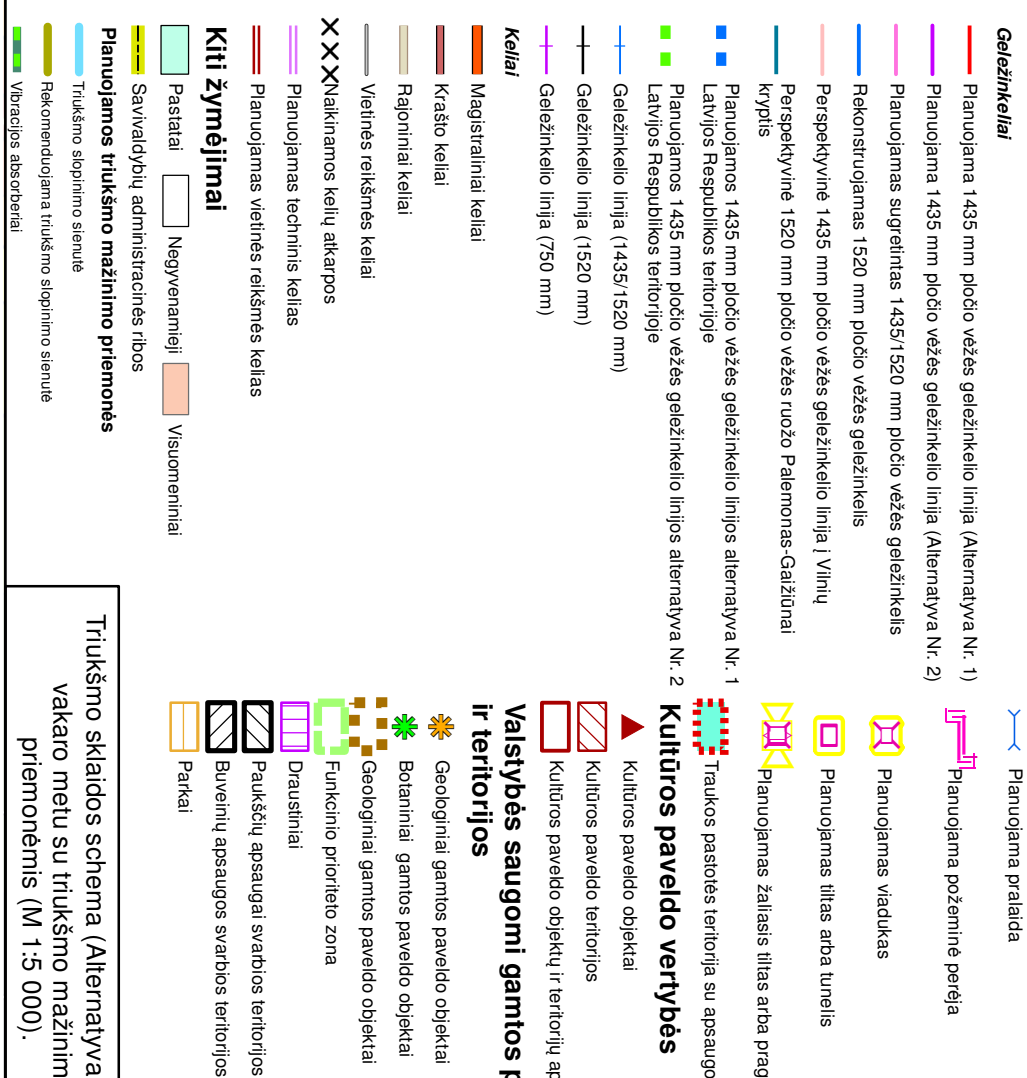 Geležinkeliai
Planuojama 1435 mm pločio vėžės geležinkelio linija (Alternatyva Nr. 1)
Planuojama 1435 mm pločio vėžės geležinkelio linija (Alternatyva Nr. 2)
Planuojamas sugretintas 1435/1520 mm pločio vėžės geležinkelis
Rekonstruojamas 1520 mm pločio vėžės geležinkelis
Perspektyvinė 1435 mm pločio vėžės geležinkelio linija į Vilnių
Perspektyvinė 1520 mm pločio vėžės ruožo Palemonas-Gaižiūnai
kryptis
Planuojamos 1435 mm pločio vėžės geležinkelio linijos alternatyva Nr. 1
Latvijos Respublikos teritorijoje
Planuojamos 1435 mm pločio vėžės geležinkelio linijos alternatyva Nr. 2
Latvijos Respublikos teritorijoje
Geležinkelio linija (1435/1520 mm)
Geležinkelio linija (1520 mm)
Geležinkelio linija (750 mm)
Keliai
Magistraliniai keliai
Krašto keliai
Rajoniniai keliai
Vietinės reikšmės keliai
Naikinamos kelių atkarpos
Planuojamas techninis kelias
Planuojamas vietinės reikšmės kelias
Kiti žymėjimai
Pastatai Negyvenamieji Visuomeniniai
Savivaldybių administracinės ribos
Planuojamos triukšmo mažinimo priemonės
Triukšmo slopinimo sienutė
Rekomenduojama triukšmo slopinimo sienutė
Vibracijos absorberiai
Planuojama pralaida
Planuojama požeminė perėja
Planuojamas viadukas
Planuojamas tiltas arba tunelis
Planuojamas žaliasis tiltas arba prag
Traukos pastotės teritorija su apsaugo
Kultūros paveldo vertybės
Kultūros paveldo objektai
Kultūros paveldo teritorijos
Kultūros paveldo objektų ir teritorijų ap
Valstybės saugomi gamtos p
ir teritorijos
Geologiniai gamtos paveldo objektai
Botaniniai gamtos paveldo objektai
Geologiniai gamtos paveldo objektai
Funkcinio prioriteto zona
Draustiniai
Paukščių apsaugai svarbios teritorijos
Buveinių apsaugos svarbios teritorijos
Parkai
Triukšmo sklaidos schema (Alternatyva
vakaro metu su triukšmo mažinim
priemonėmis (M 1:5 000).